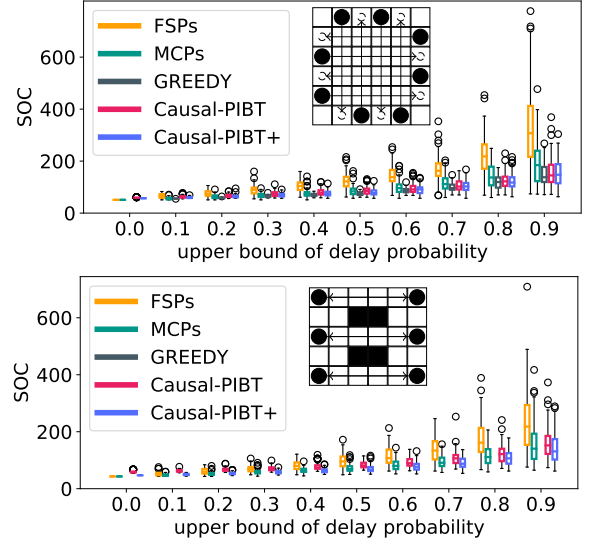 SOC
600
400
200
0
FSPs
MCPs
GREEDY
Causal-PIBT
Causal-PIBT+
0.0 0.1 0.2 0.3 0.4 0.5 0.6 0.7 0.8 0.9
upper bound of delay probability
SOC
600
400
200
0
FSPs
MCPs
GREEDY
Causal-PIBT
Causal-PIBT+
0.0 0.1 0.2 0.3 0.4 0.5 0.6 0.7 0.8 0.9
upper bound of delay probability